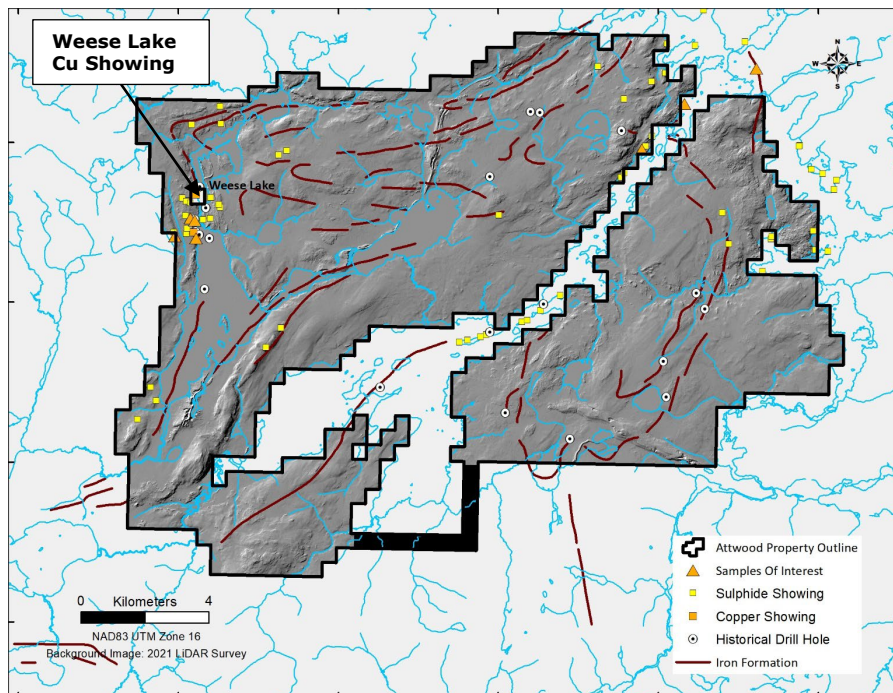 Weese Lake
Cu Showing
N
W E
S
Weese Lake
Attwood Property Outline
Samples Of Interest
Sulphide Showing
Copper Showing
Historical Drill Hole
Iron Formation
0 Kilometers 4
NAD83 UTM Zone 16
Background Image: 2021 LiDAR Survey